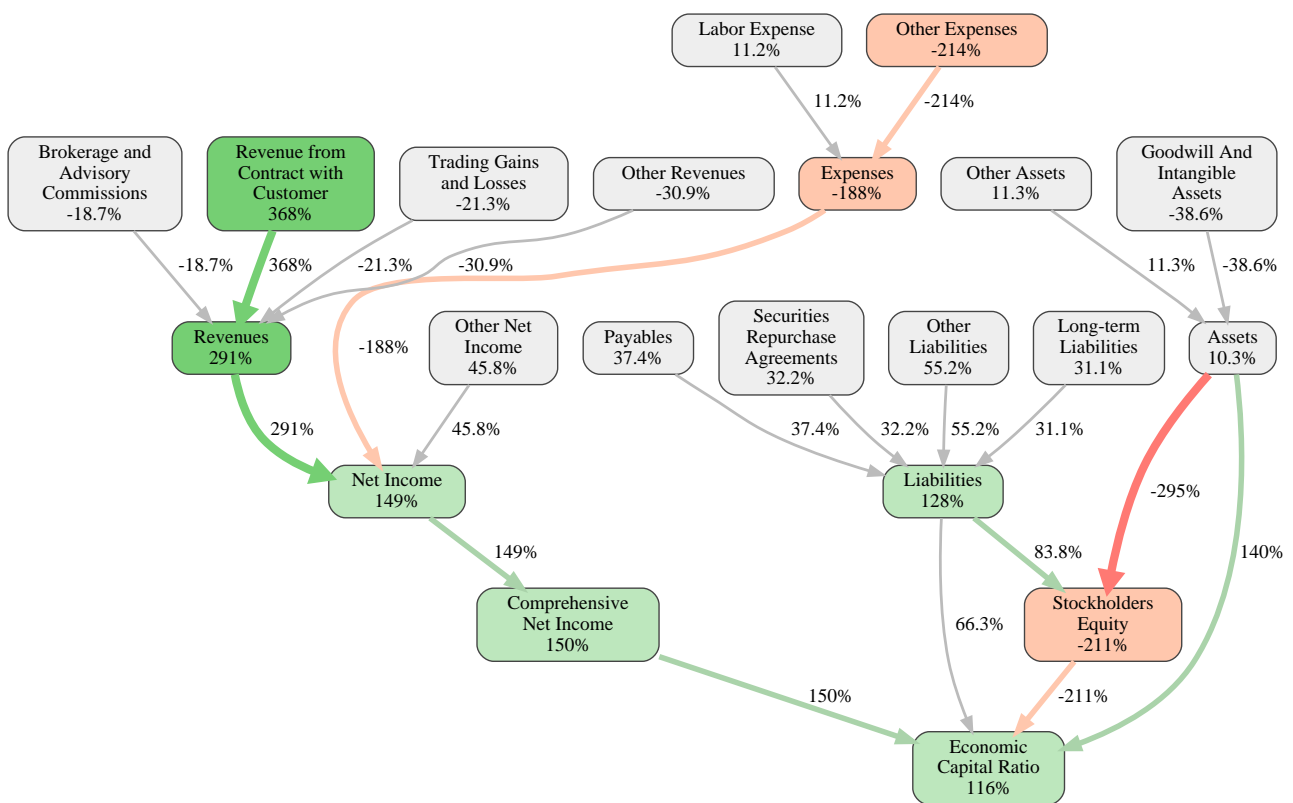 Labor Expense
11.2%
Other Expenses
-214%
11.2%
-214%
Brokerage and
Advisory
Commissions
-18.7%
Revenue from
Contract with
Customer
368%
Trading Gains
and Losses
-21.3%
Other Revenues
-30.9%
Expenses
-188%
Other Assets
11.3%
Goodwill And
Intangible
Assets
-38.6%
-18.7%
368%
-21.3%
-30.9%
11.3%
-38.6%
Revenues
291%
-188%
Other Net
Income
45.8%
Payables
37.4%
Securities
Repurchase
Agreements
32.2%
Other
Liabilities
55.2%
Long-term
Liabilities
31.1%
Assets
10.3%
291%
45.8%
37.4%
32.2%
55.2%
31.1%
Net Income
149%
Liabilities
128%
-295%
149%
83.8%
140%
Comprehensive
Net Income
150%
66.3%
Stockholders
Equity
-211%
150%
-211%
Economic
Capital Ratio
116%